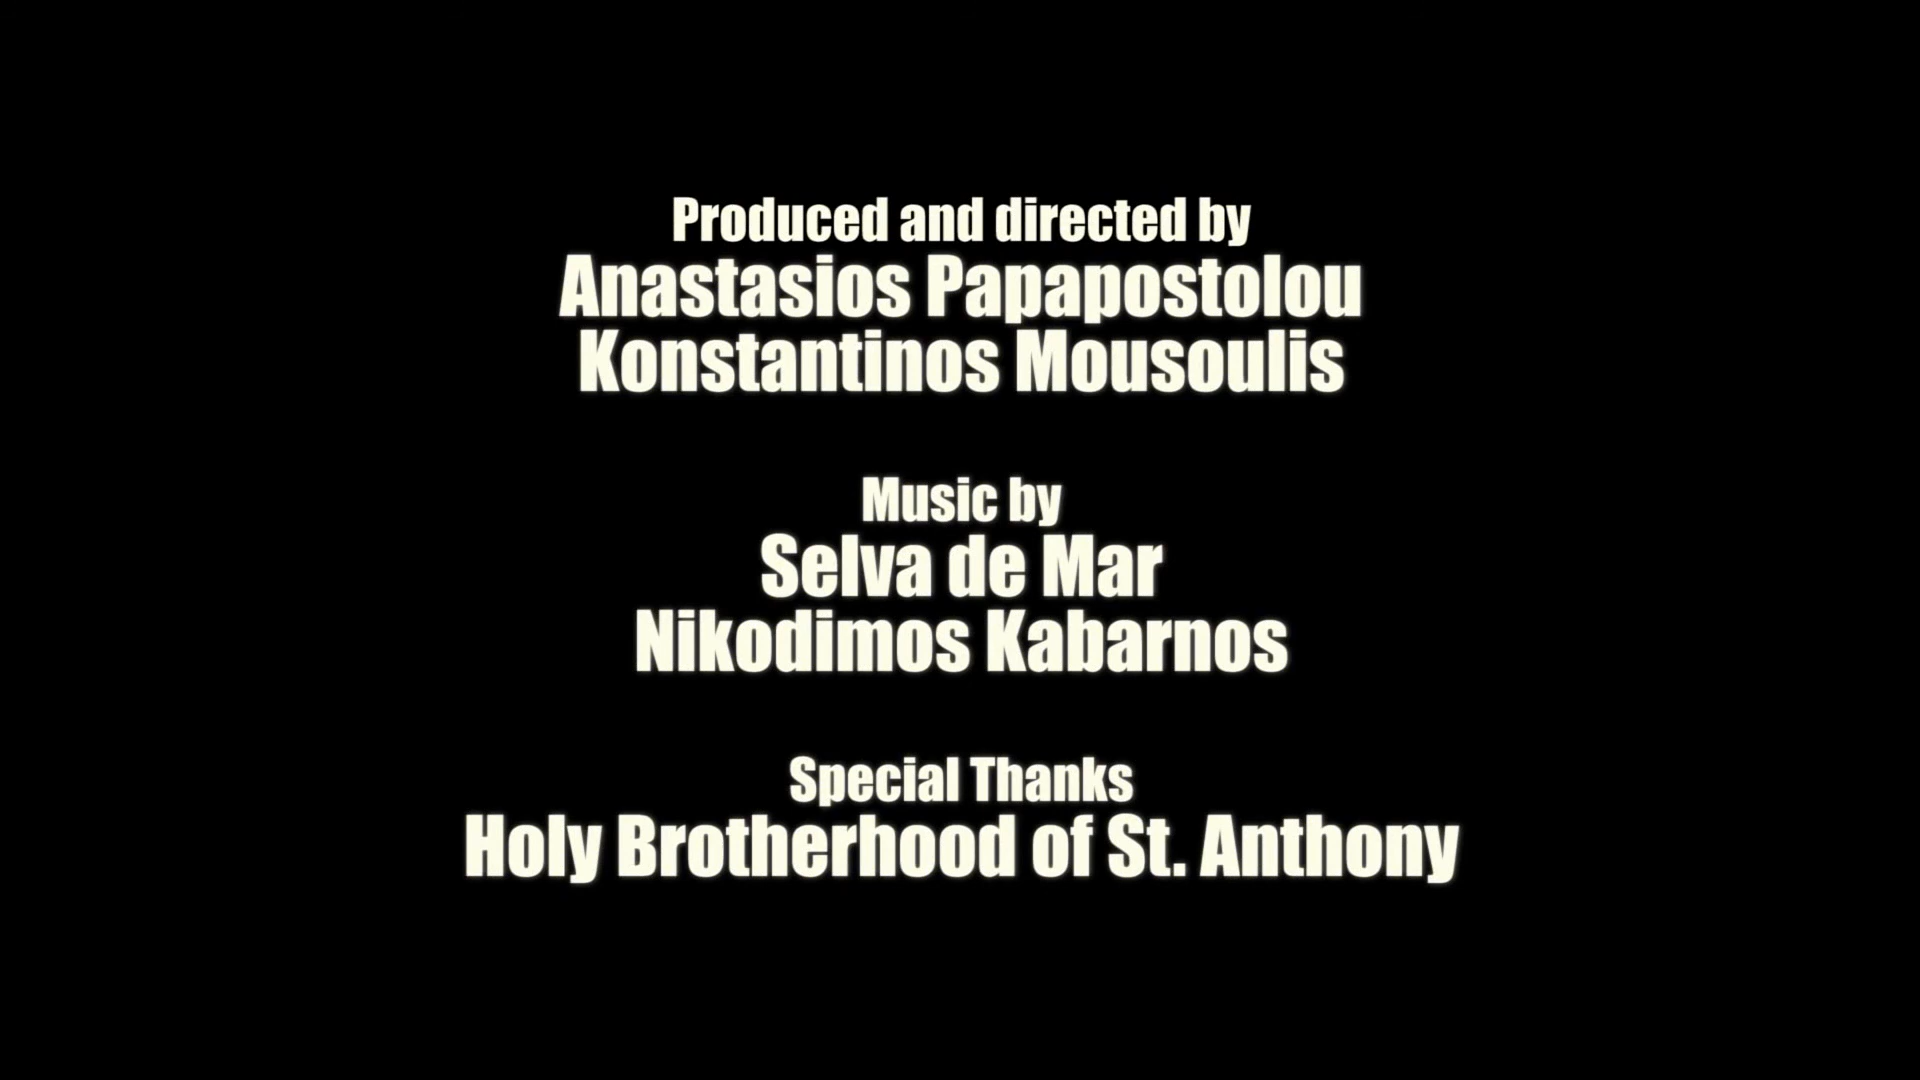 Produced and directed by
Anastasios Papapostolou
Konstantinos Mousoulis
Music by
Selva de Mar
Nikodimos Kabarnos
Special Thanks
Holy Brotherhood of St. Anthony